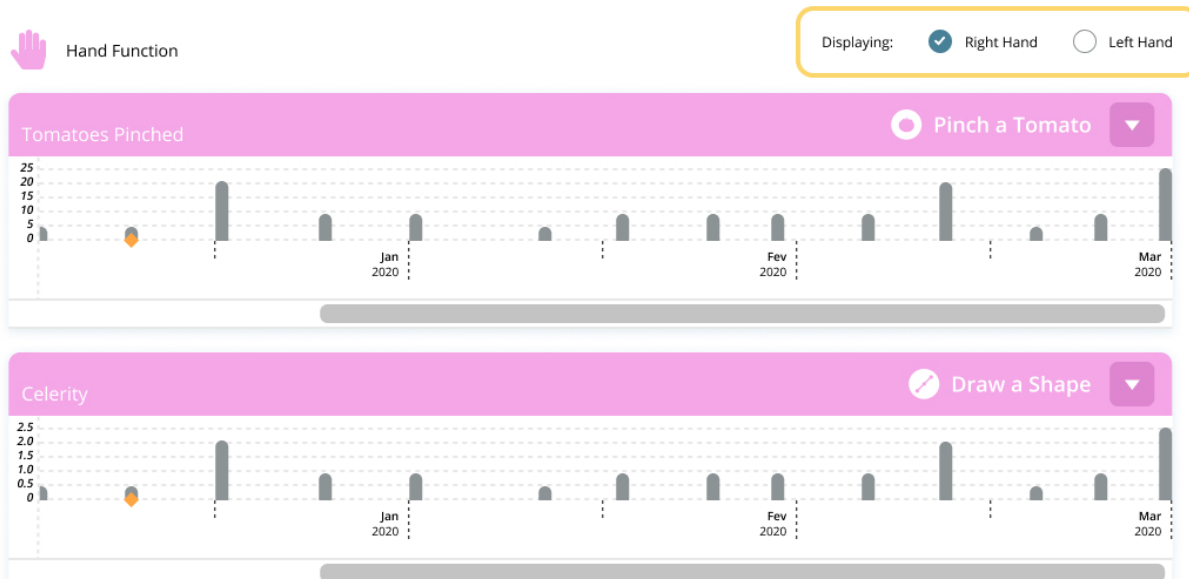 Hand Function
Displaying: Right Hand Left Hand
Tomatoes Pinched
Pinch a Tomato
25
20
15
10
5
0
Jan
2020
Fev
2020
Mar
2020
Celerity
Draw a Shape
2.5
2.0
1.5
1.0
0.5
0
Jan
2020
Fev
2020
Mar
2020